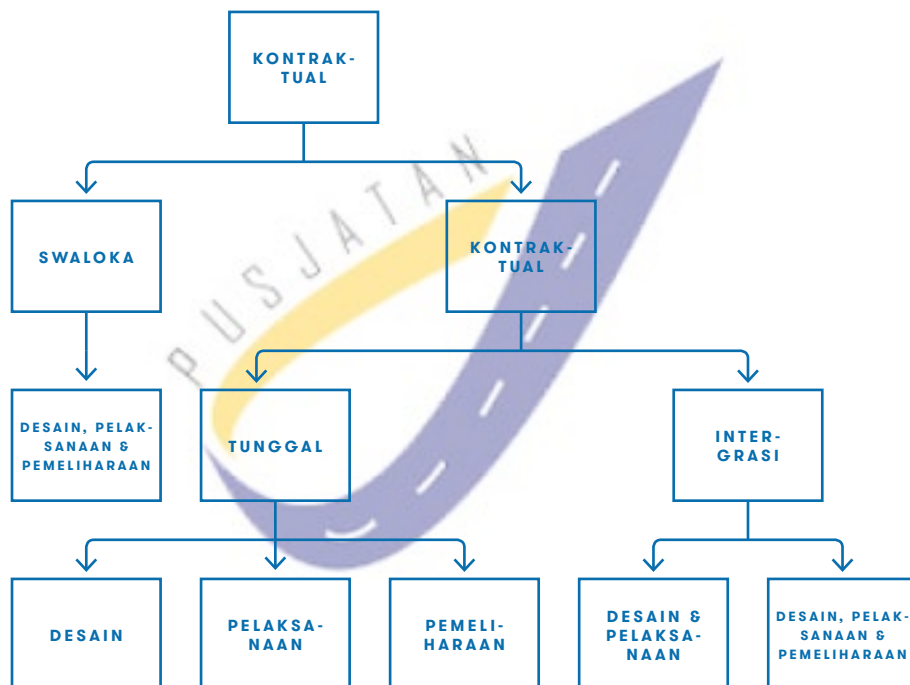 KONTRAK-
TUAL
PUSJATAN
SWALOKA
KONTRAK-
TUAL
DESAIN, PELAK-
SANAAN &
PEMELIHARAAN
TUNGGAL
INTER-
GRASI
DESAIN
PELAKSA-
NAAN
PEMELI-
HARAAN
DESAIN &
PELAKSA-
NAAN
DESAIN, PELAK-
SANAAN &
PEMELIHARAAN